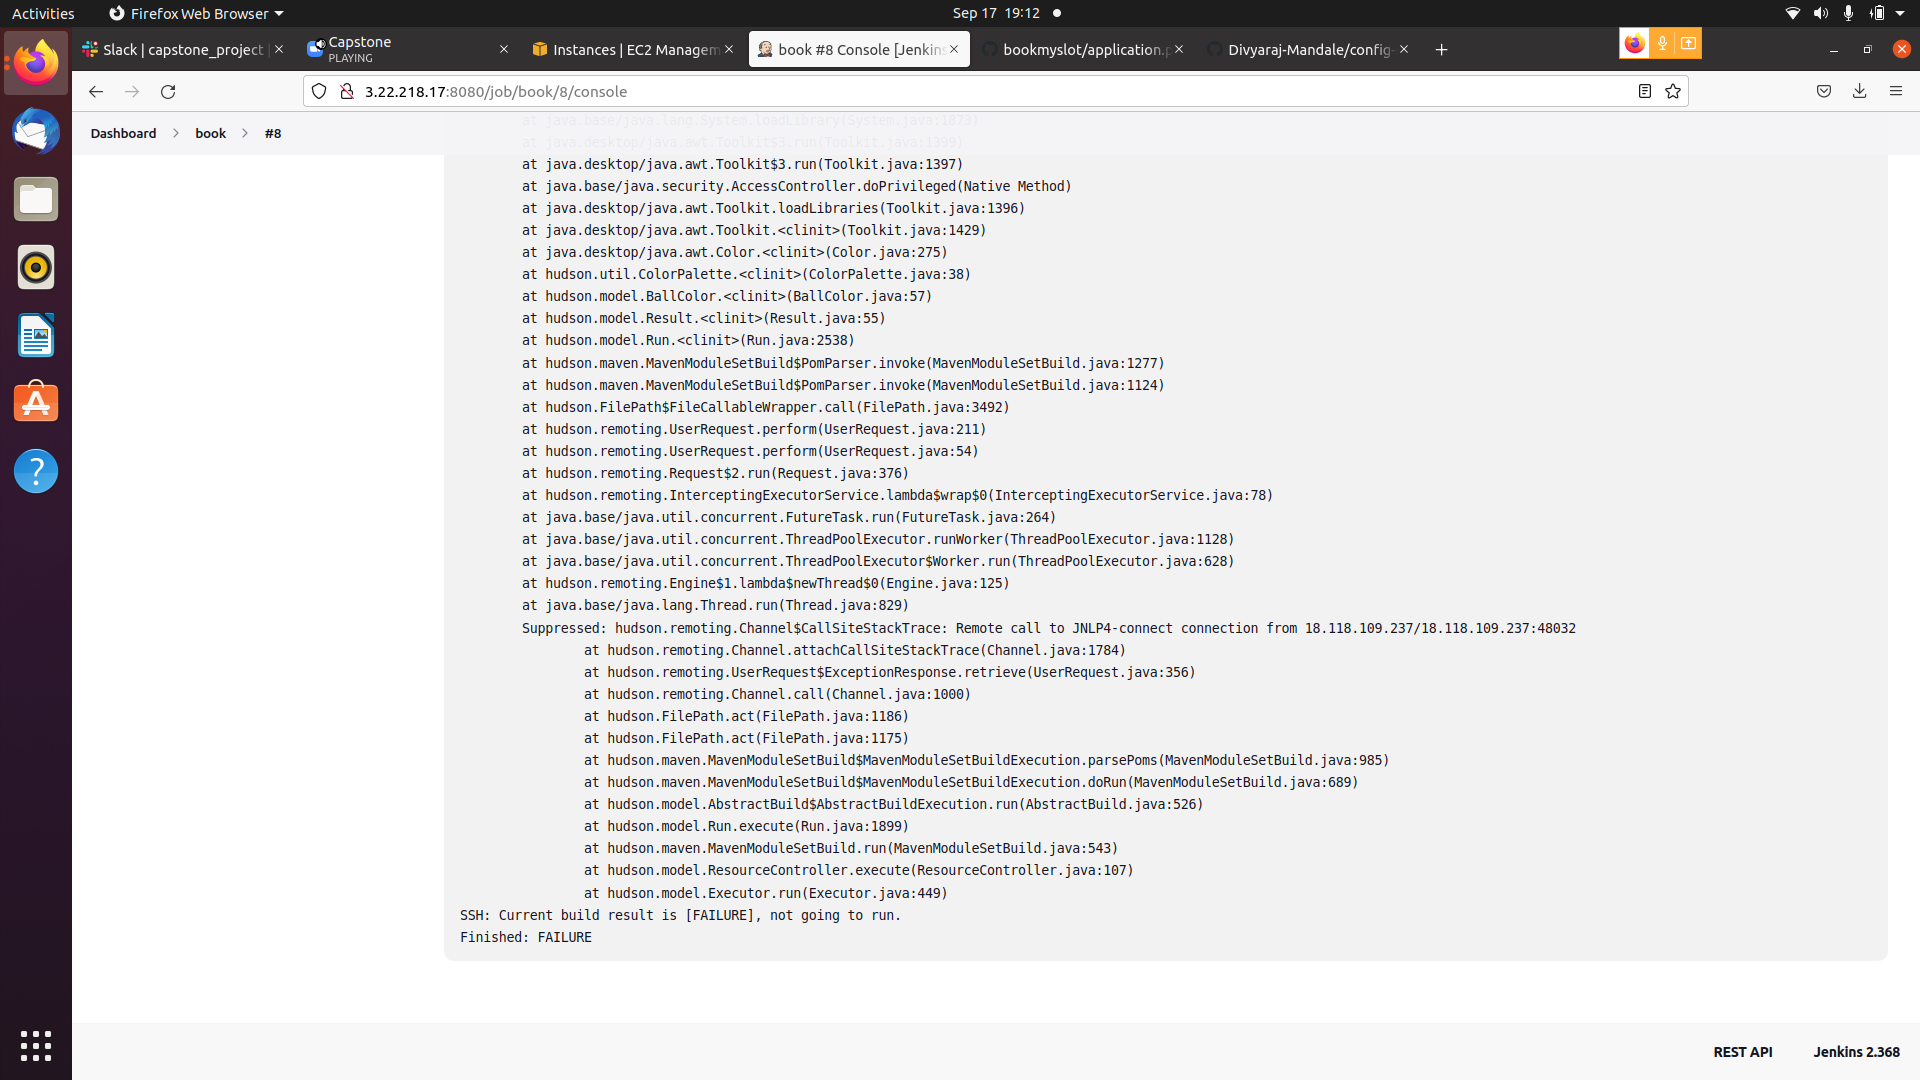 Activities
Firefox Web Browser
Sep 17 19:12
Slack | capstone_project
Capstone
PLAYING
Instances | EC2 Managem
book #8 Console [Jenkins
bookmyslot/application.p
Divyaraj-Mandale/config-
3.22.218.17:8080/job/book/8/console
Dashboard
book
#8
at java.base/java.lang.System.loadLibrary(System.java:1873)
at java.desktop/java.awt.Toolkit$3.run(Toolkit.java:1399)
at java.desktop/java.awt.Toolkit$3.run(Toolkit.java:1397)
at java.base/java.security.AccessController.doPrivileged(Native Method)
at java.desktop/java.awt.Toolkit.loadLibraries(Toolkit.java:1396)
at java.desktop/java.awt.Toolkit.<clinit>(Toolkit.java:1429)
at java.desktop/java.awt.Color.<clinit>(Color.java:275)
at hudson.util.ColorPalette.<clinit>(ColorPalette.java:38)
at hudson.model.BallColor.<clinit>(BallColor.java:57)
at hudson.model.Result.<clinit>(Result.java:55)
at hudson.model.Run.<clinit>(Run.java:2538)
at hudson.maven.MavenModuleSetBuild$PomParser.invoke(MavenModuleSetBuild.java:1277)
at hudson.maven.MavenModuleSetBuild$PomParser.invoke(MavenModuleSetBuild.java:1124)
at hudson.FilePath$FileCallableWrapper.call(FilePath.java:3492)
at hudson.remoting.UserRequest.perform(UserRequest.java:211)
at hudson.remoting.UserRequest.perform(UserRequest.java:54)
at hudson.remoting.Request$2.run(Request.java:376)
at hudson.remoting.InterceptingExecutorService.lambda$wrap$0(InterceptingExecutorService.java:78)
at java.base/java.util.concurrent.FutureTask.run(FutureTask.java:264)
at java.base/java.util.concurrent.ThreadPoolExecutor.runWorker(ThreadPoolExecutor.java:1128)
at java.base/java.util.concurrent.ThreadPoolExecutor$Worker.run(ThreadPoolExecutor.java:628)
at hudson.remoting.Engine$1.lambda$newThread$0(Engine.java:125)
at java.base/java.lang.Thread.run(Thread.java:829)
Suppressed: hudson.remoting.Channel$CallSiteStackTrace: Remote call to JNLP4-connect connection from 18.118.109.237/18.118.109.237:48032
at hudson.remoting.Channel.attachCallSiteStackTrace(Channel.java:1784)
at hudson.remoting.UserRequest$ExceptionResponse.retrieve(UserRequest.java:356)
at hudson.remoting.Channel.call(Channel.java:1000)
at hudson.FilePath.act(FilePath.java:1186)
at hudson.FilePath.act(FilePath.java:1175)
at hudson.maven.MavenModuleSetBuild$MavenModuleSetBuildExecution.parsePoms(MavenModuleSetBuild.java:985)
at hudson.maven.MavenModuleSetBuild$MavenModuleSetBuildExecution.doRun(MavenModuleSetBuild.java:689)
at hudson.model.AbstractBuild$AbstractBuildExecution.run(AbstractBuild.java:526)
at hudson.model.Run.execute(Run.java:1899)
at hudson.maven.MavenModuleSetBuild.run(MavenModuleSetBuild.java:543)
at hudson.model.ResourceController.execute(ResourceController.java:107)
at hudson.model.Executor.run(Executor.java:449)
SSH: Current build result is [FAILURE], not going to run.
Finished: FAILURE
REST API
Jenkins 2.368